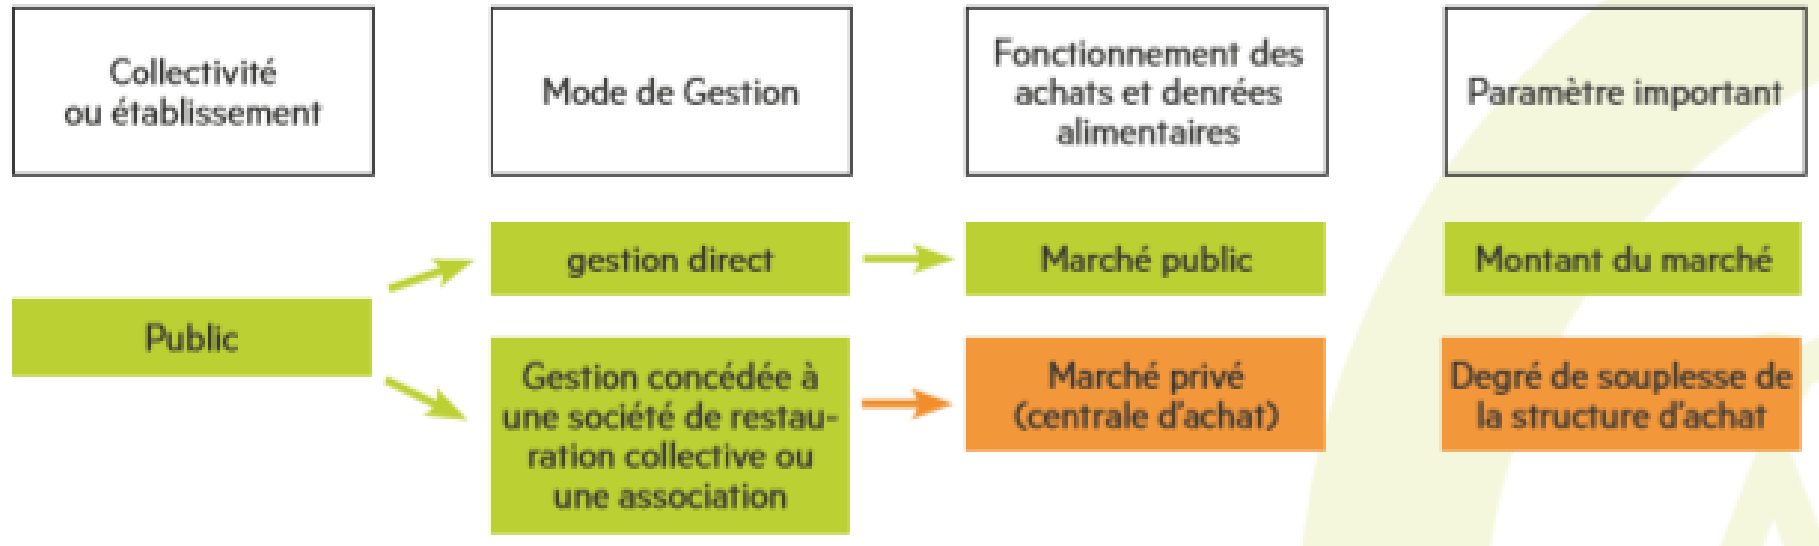 Collectivité
ou établissement
Mode de Gestion
Fonctionnement des
achats et denrées
alimentaires
Paramètre important
Public
gestion direct
Marché public
Montant du marché
Gestion concédée à
une société de restau-
ration collective ou
une association
Marché privé
(centrale d'achat)
Degré de souplesse de
la structure d'achat